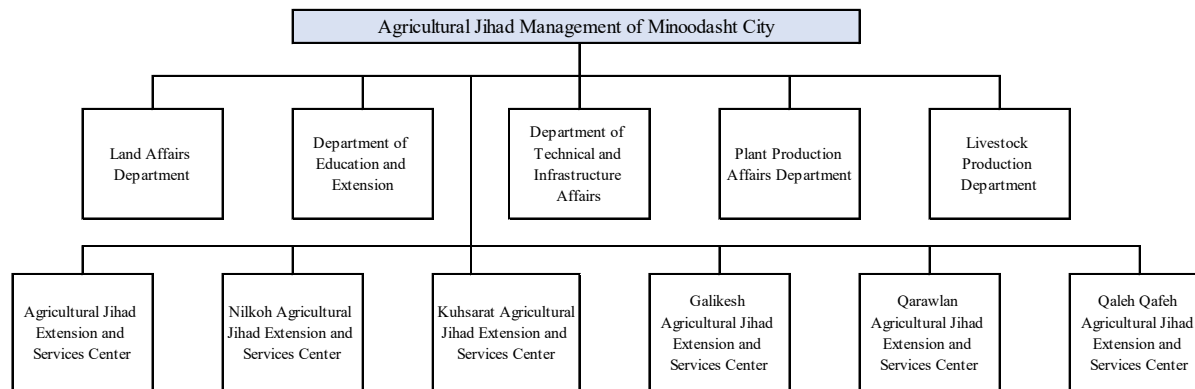 Agricultural Jihad Management of Minoodasht City
Land Affairs
Department
Department of
Education and
Extension
Department of
Technical and
Infrastructure
Affairs
Plant Production
Affairs Department
Livestock
Production
Department
Agricultural Jihad
Extension and
Services Center
Nilkoh Agricultural
Jihad Extension and
Services Center
Kuhsarat Agricultural
Jihad Extension and
Services Center
Galikesh
Agricultural Jihad
Extension and
Services Center
Qarawlan
Agricultural Jihad
Extension and
Services Center
Qaleh Qafeh
Agricultural Jihad
Extension and
Services Center